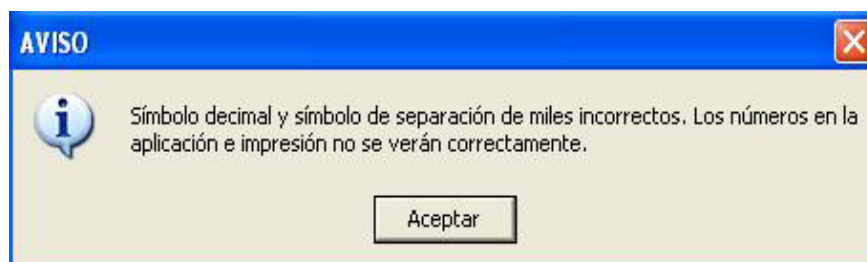 AVISO
Símbolo decimal y símbolo de separación de miles incorrectos. Los números en la
aplicación e impresión no se verán correctamente.
Aceptar